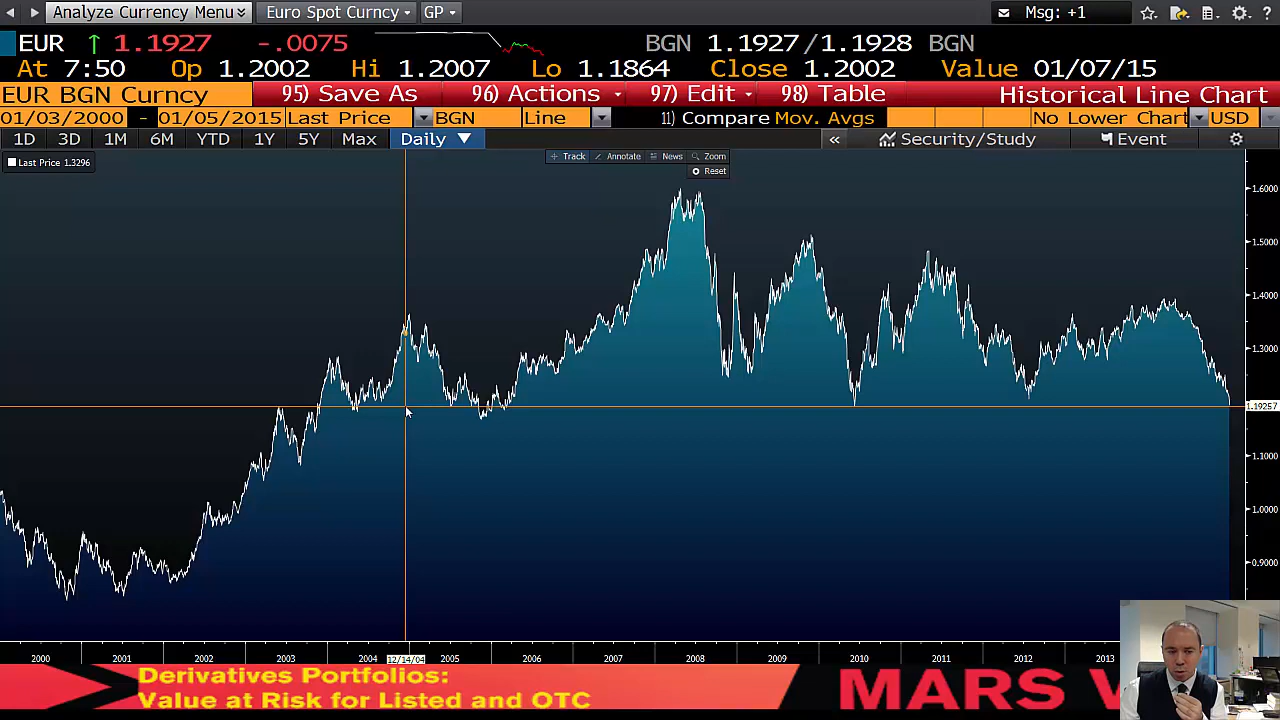 Analyze Currency Menu Euro Spot Curncy GP Msg: +1
EUR 1.1927 -.0075 BGN 1.1927/1.1928 BGN
At 7:50 Op 1.2002 Hi 1.2007 Lo 1.1864 Close 1.2002 Value 01/07/15
EUR BGN Curncy 95) Save As 96) Actions 97) Edit 98) Table Historical Line Chart
01/03/2000 - 01/05/2015 Last Price BGN Line 11) Compare Mov. Avgs No Lower Chart USD
1D 3D 1M 6M YTD 1Y 5Y Max Daily « Security/Study Event
Last Price 1.3296 Track Annotate News Zoom
Reset
1.6000
1.5000
1.4000
1.3000
1.19257
1.1000
1.0000
0.9000
2000 2001 2002 2003 2004 12/14/04 2005 2006 2007 2008 2009 2010 2011 2012 2013
Derivatives Portfolios:
Value at Risk for Listed and OTC
MARS V